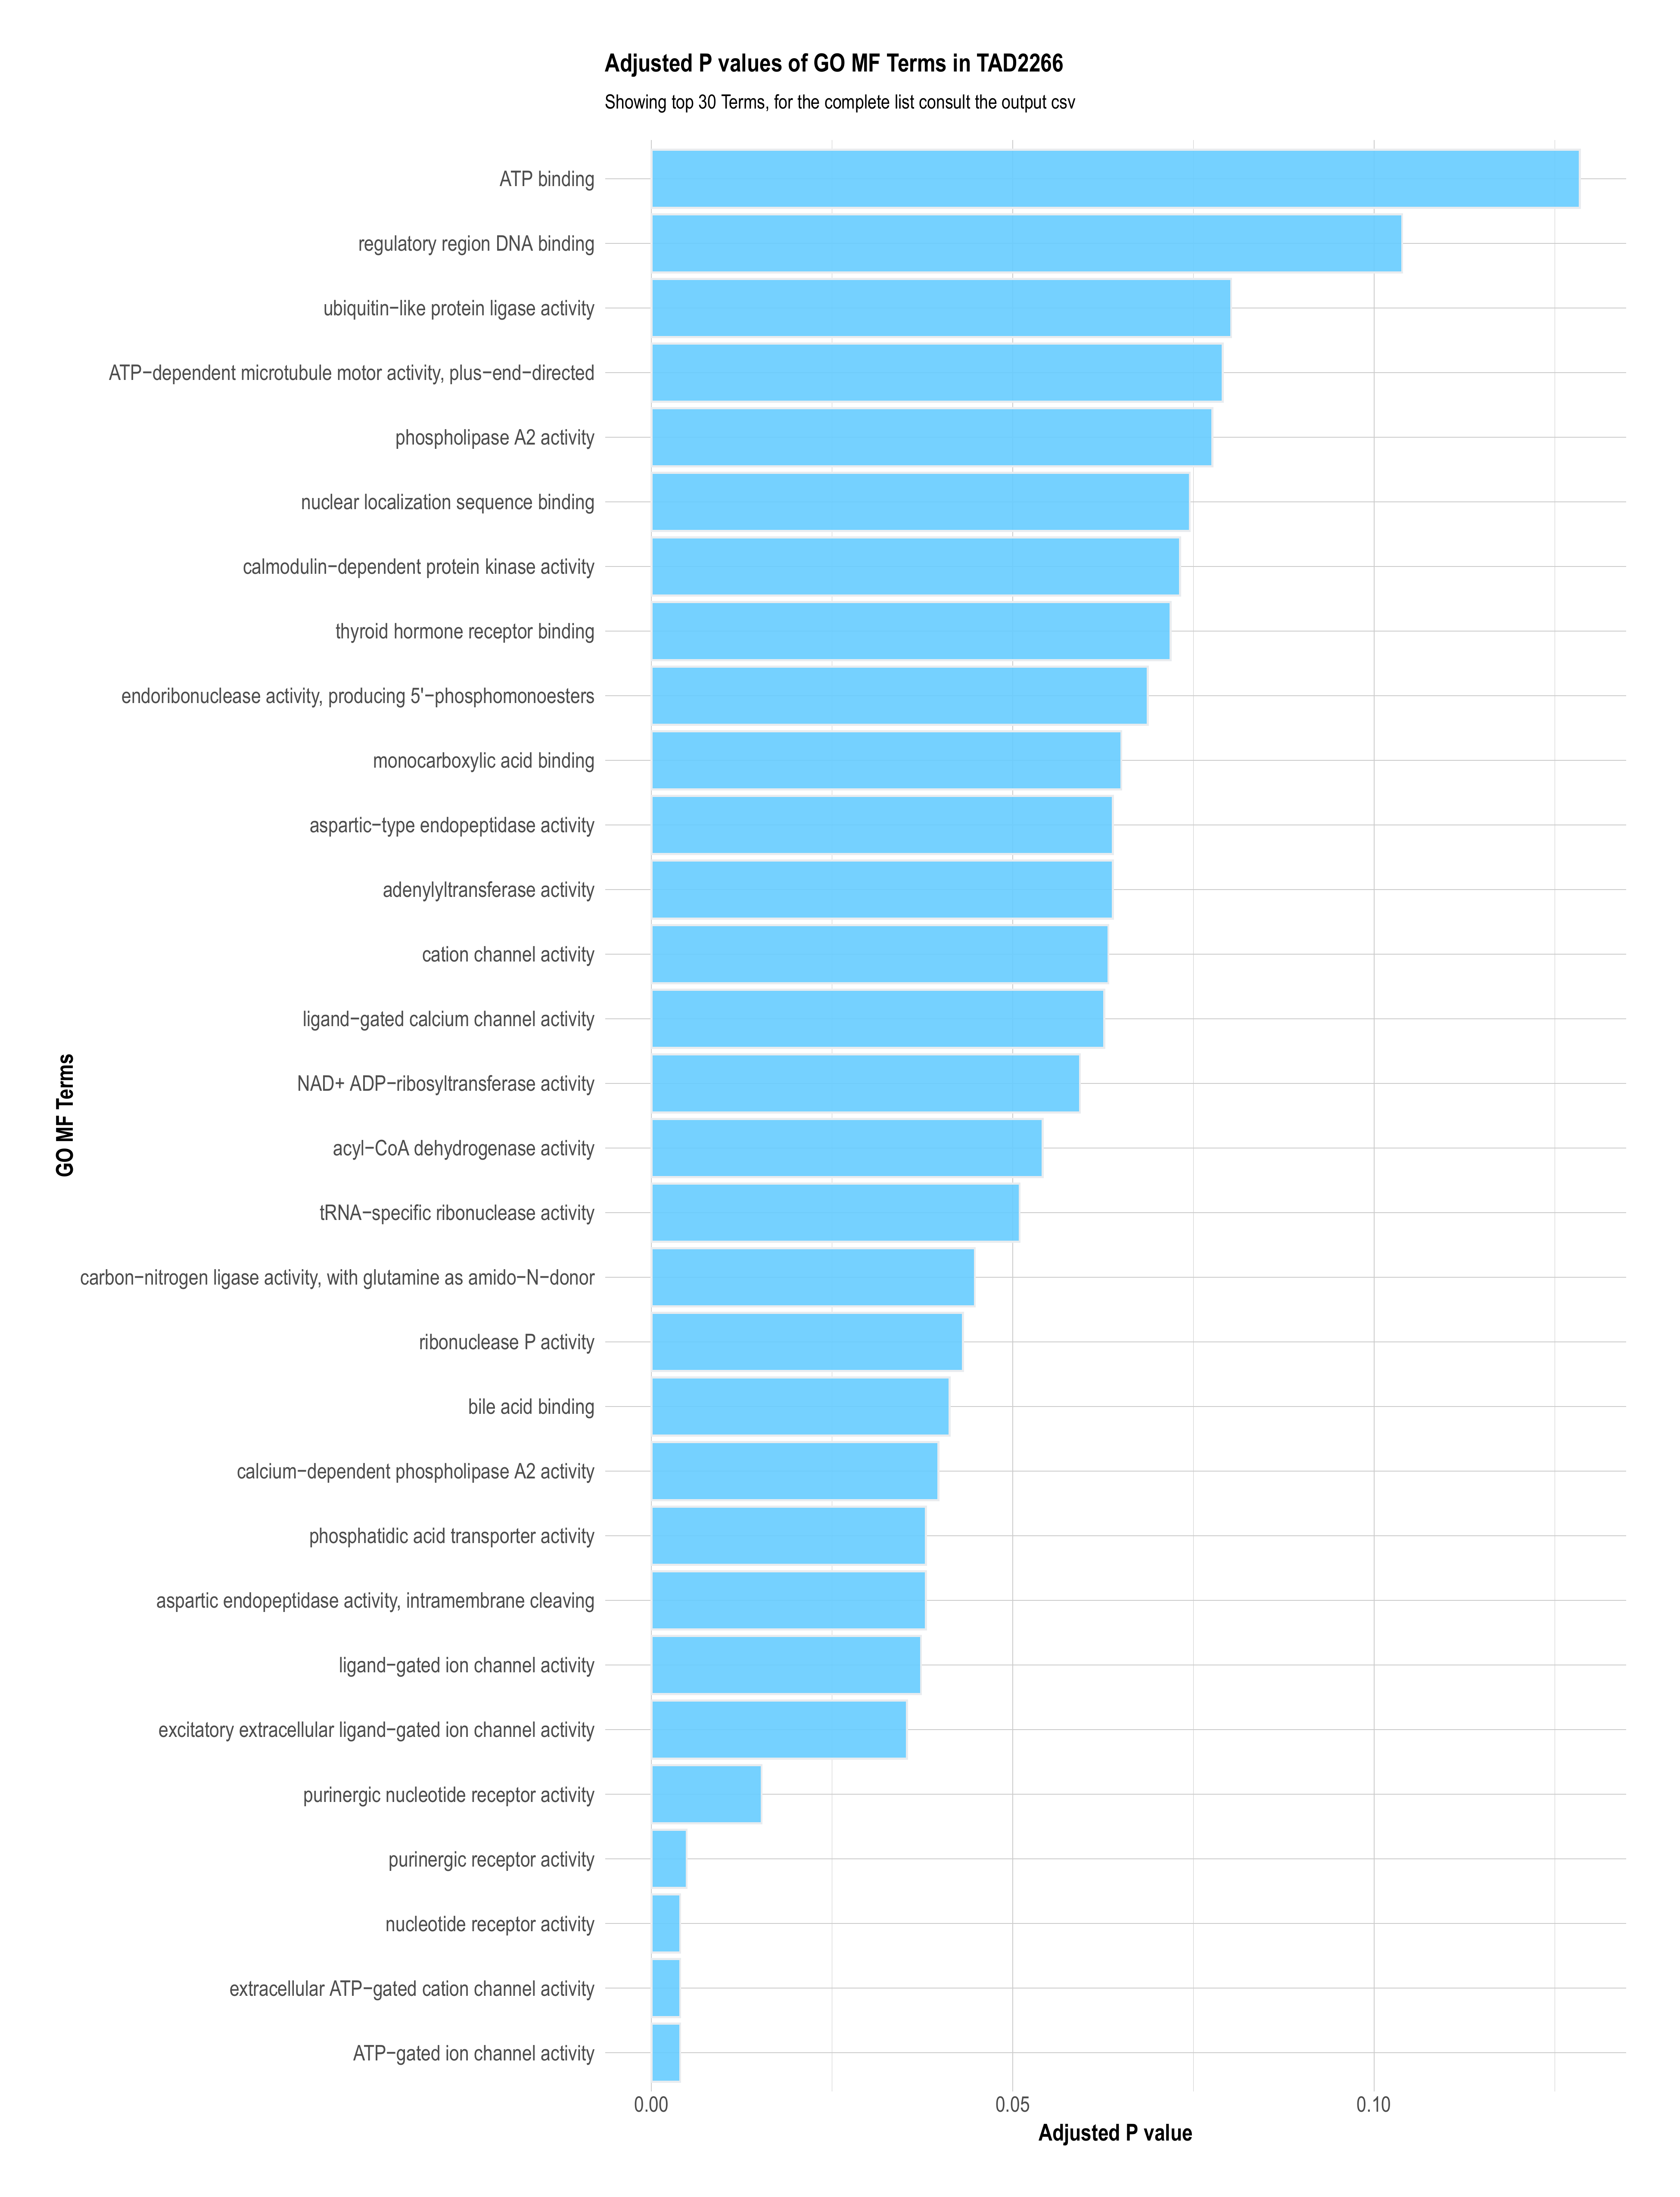 Adjusted P values of GO MF Terms in TAD2266
Showing top 30 Terms, for the complete list consult the output csv
ATP binding
regulatory region DNA binding
ubiquitin−like protein ligase activity
ATP−dependent microtubule motor activity, plus−end−directed
phospholipase A2 activity
nuclear localization sequence binding
calmodulin−dependent protein kinase activity
thyroid hormone receptor binding
endoribonuclease activity, producing 5'−phosphomonoesters
monocarboxylic acid binding
aspartic−type endopeptidase activity
adenylyltransferase activity
cation channel activity
ligand−gated calcium channel activity
NAD+ ADP−ribosyltransferase activity
acyl−CoA dehydrogenase activity
tRNA−specific ribonuclease activity
carbon−nitrogen ligase activity, with glutamine as amido−N−donor
ribonuclease P activity
bile acid binding
calcium−dependent phospholipase A2 activity
phosphatidic acid transporter activity
aspartic endopeptidase activity, intramembrane cleaving
ligand−gated ion channel activity
excitatory extracellular ligand−gated ion channel activity
purinergic nucleotide receptor activity
purinergic receptor activity
nucleotide receptor activity
extracellular ATP−gated cation channel activity
ATP−gated ion channel activity
GO MF Terms
0.00 0.05 0.10
Adjusted P value